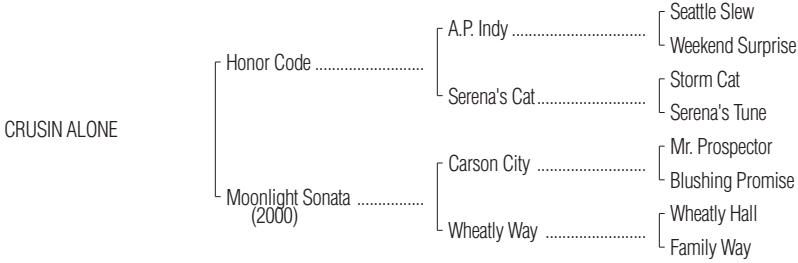 Seattle Slew
A.P. Indy ................................
Weekend Surprise
Honor Code ..........................
Storm Cat
Serena's Cat..........................
Serena's Tune
CRUSIN ALONE
Mr. Prospector
Carson City ..........................
Blushing Promise
Moonlight Sonata ................
(2000)
Wheatly Hall
Wheatly Way ........................
Family Way